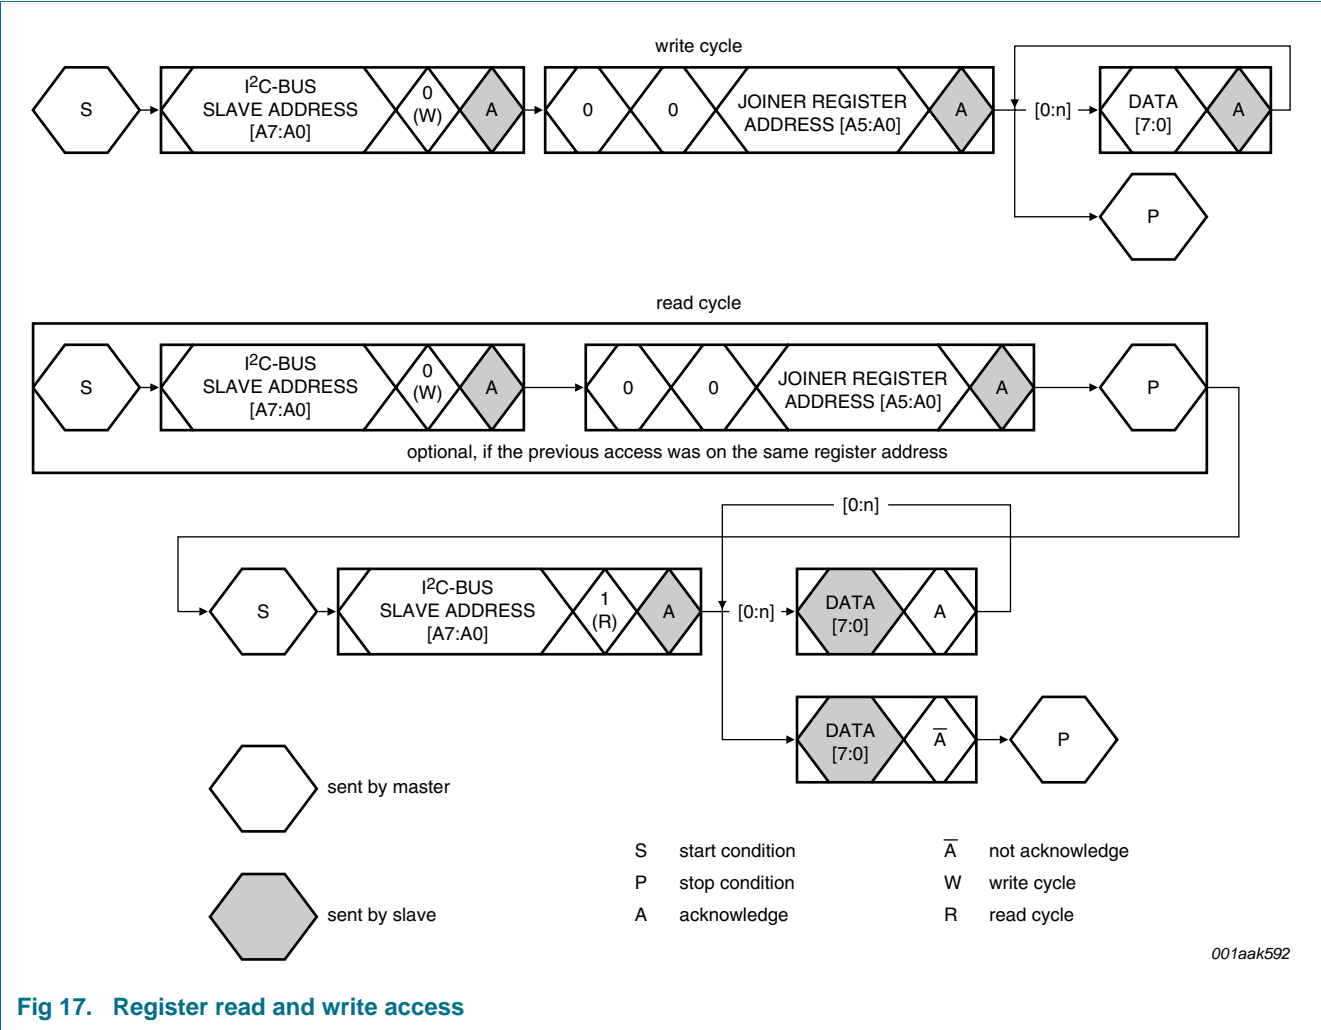 write cycle
S
I2C-BUS
SLAVE ADDRESS
[A7:A0]
0
(W)
A
0
0
JOINER REGISTER
ADDRESS [A5:A0]
A
[0:n]
DATA
[7:0]
A
P
read cycle
S
I2C-BUS
SLAVE ADDRESS
[A7:A0]
0
(W)
A
0
0
JOINER REGISTER
ADDRESS [A5:A0]
A
P
optional, if the previous access was on the same register address
[0:n]
S
I2C-BUS
SLAVE ADDRESS
[A7:A0]
1
(R)
A
[0:n]
DATA
[7:0]
A
DATA
[7:0]
A̅
P
sent by master
sent by slave
S start condition
P stop condition
A acknowledge
A̅ not acknowledge
W write cycle
R read cycle
001aak592
Fig 17. Register read and write access